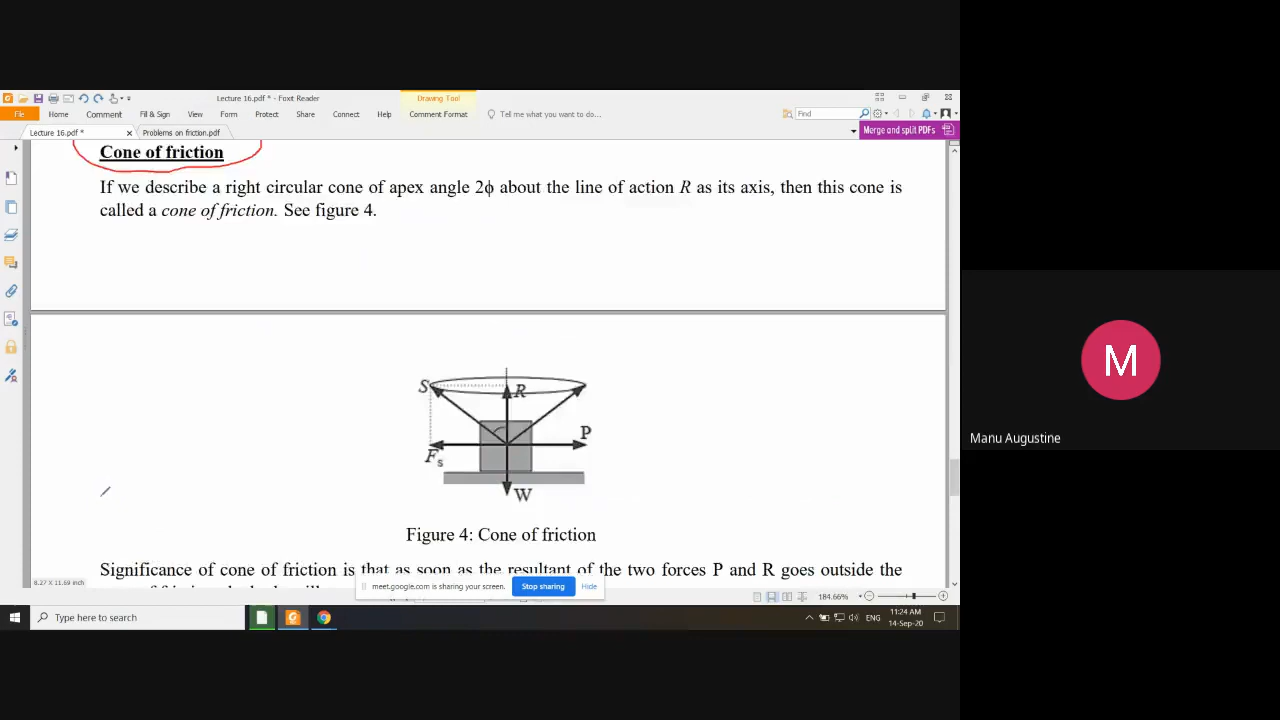 Lecture 16.pdf * - Foxit Reader
Drawing Tool
File Home Comment Fill & Sign View Form Protect Share Connect Help Comment Format Tell me what you want to do... Find
Lecture 16.pdf * Problems on friction.pdf Merge and split PDFs
Cone of friction
If we describe a right circular cone of apex angle 2ϕ about the line of action R as its axis, then this cone is
called a cone of friction. See figure 4.
S R
P
Fs
W
Figure 4: Cone of friction
Significance of cone of friction is that as soon as the resultant of the two forces P and R goes outside the
8.27 x 11.69 inch
meet.google.com is sharing your screen. Stop sharing Hide
184.66%
Type here to search
ENG
11:24 AM
14-Sep-20
M
Manu Augustine